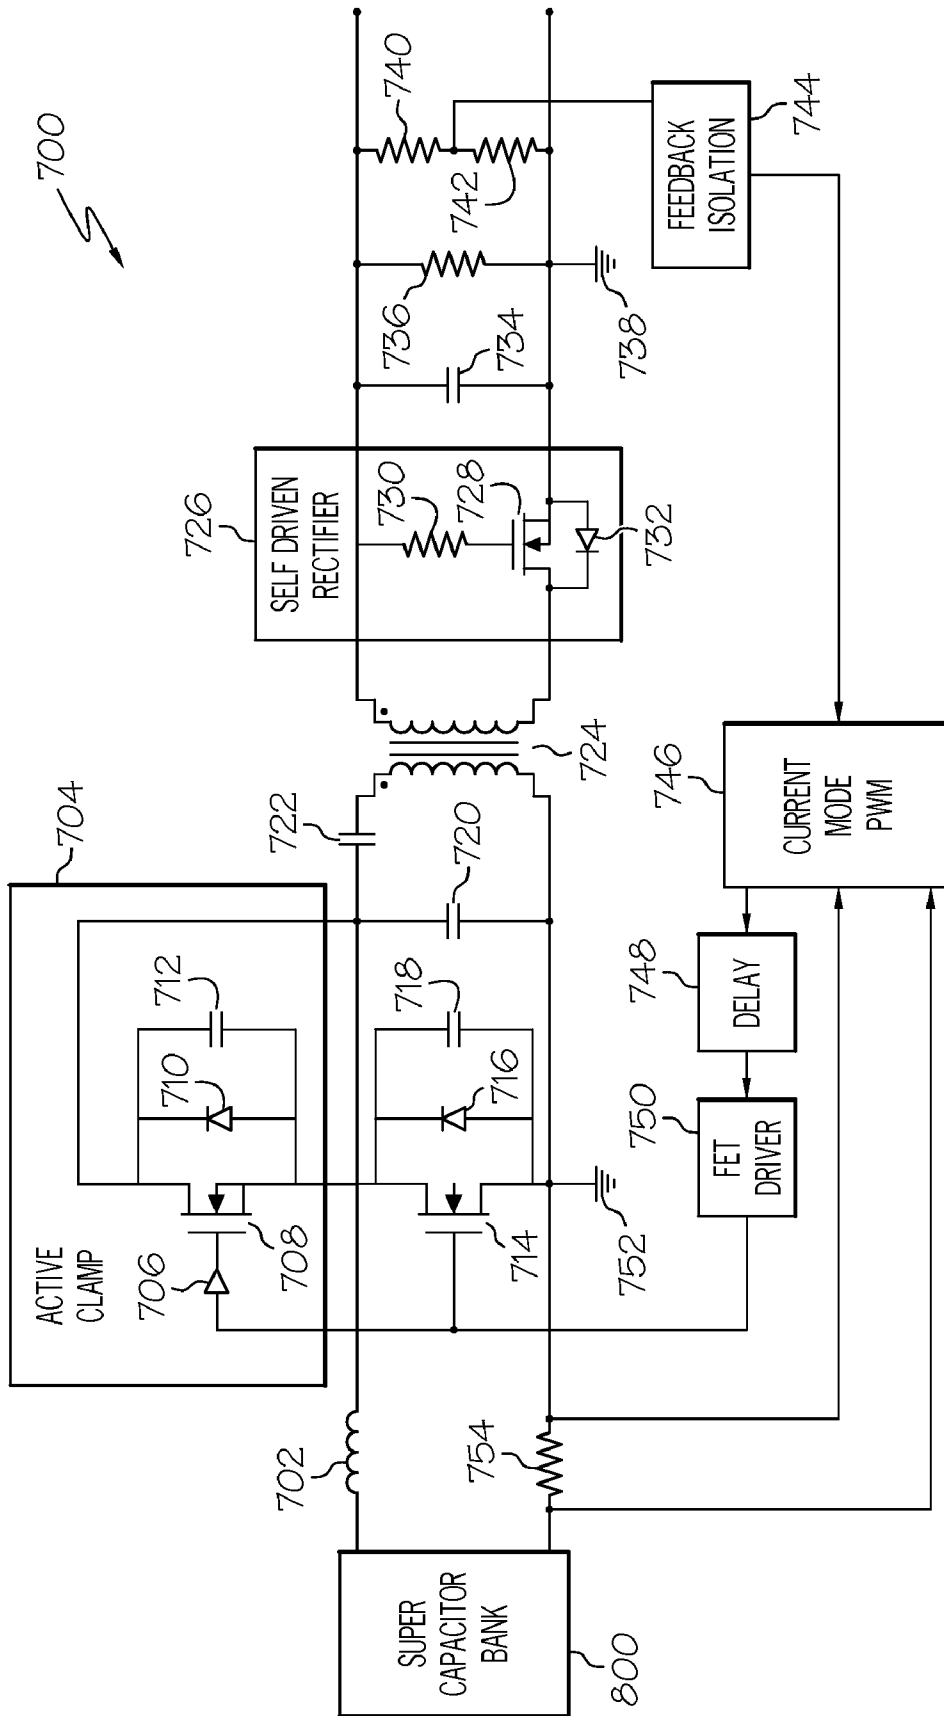 700
704
ACTIVE
CLAMP
706
708
710
712
702
714
716
718
720
722
724
726
SELF DRIVEN
RECTIFIER
730
728
732
736
734
738
740
742
FEEDBACK
ISOLATION
744
SUPER
CAPACITOR
BANK
800
754
752
FET
DRIVER
750
DELAY
748
CURRENT
MODE
PWM
746